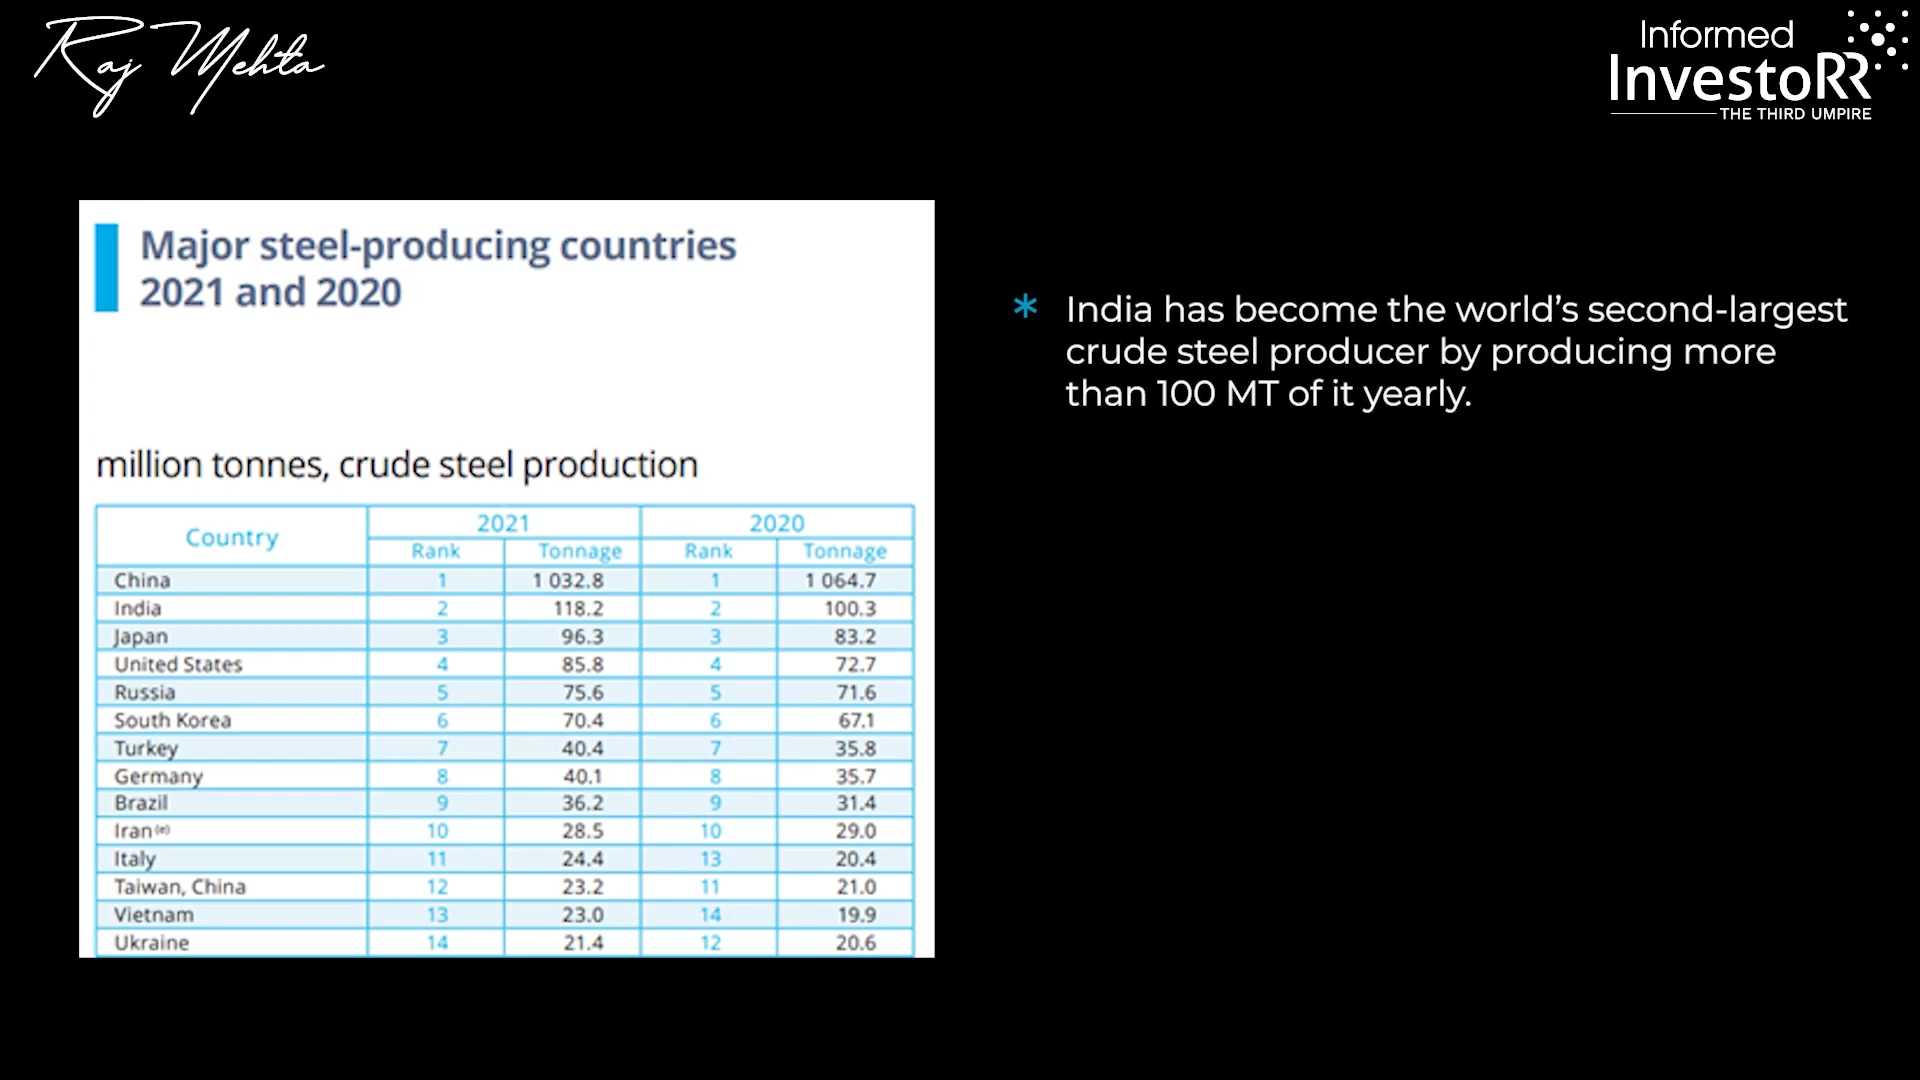 Raj Mehta
Informed
InvestoRR
THE THIRD UMPIRE
Major steel-producing countries
2021 and 2020
million tonnes, crude steel production
Country 2021 2020
Rank Tonnage Rank Tonnage
China 1 1 032.8 1 1 064.7
India 2 118.2 2 100.3
Japan 3 96.3 3 83.2
United States 4 85.8 4 72.7
Russia 5 75.6 5 71.6
South Korea 6 70.4 6 67.1
Turkey 7 40.4 7 35.8
Germany 8 40.1 8 35.7
Brazil 9 36.2 9 31.4
Iran (e) 10 28.5 10 29.0
Italy 11 24.4 13 20.4
Taiwan, China 12 23.2 11 21.0
Vietnam 13 23.0 14 19.9
Ukraine 14 21.4 12 20.6
* India has become the world’s second-largest
crude steel producer by producing more
than 100 MT of it yearly.